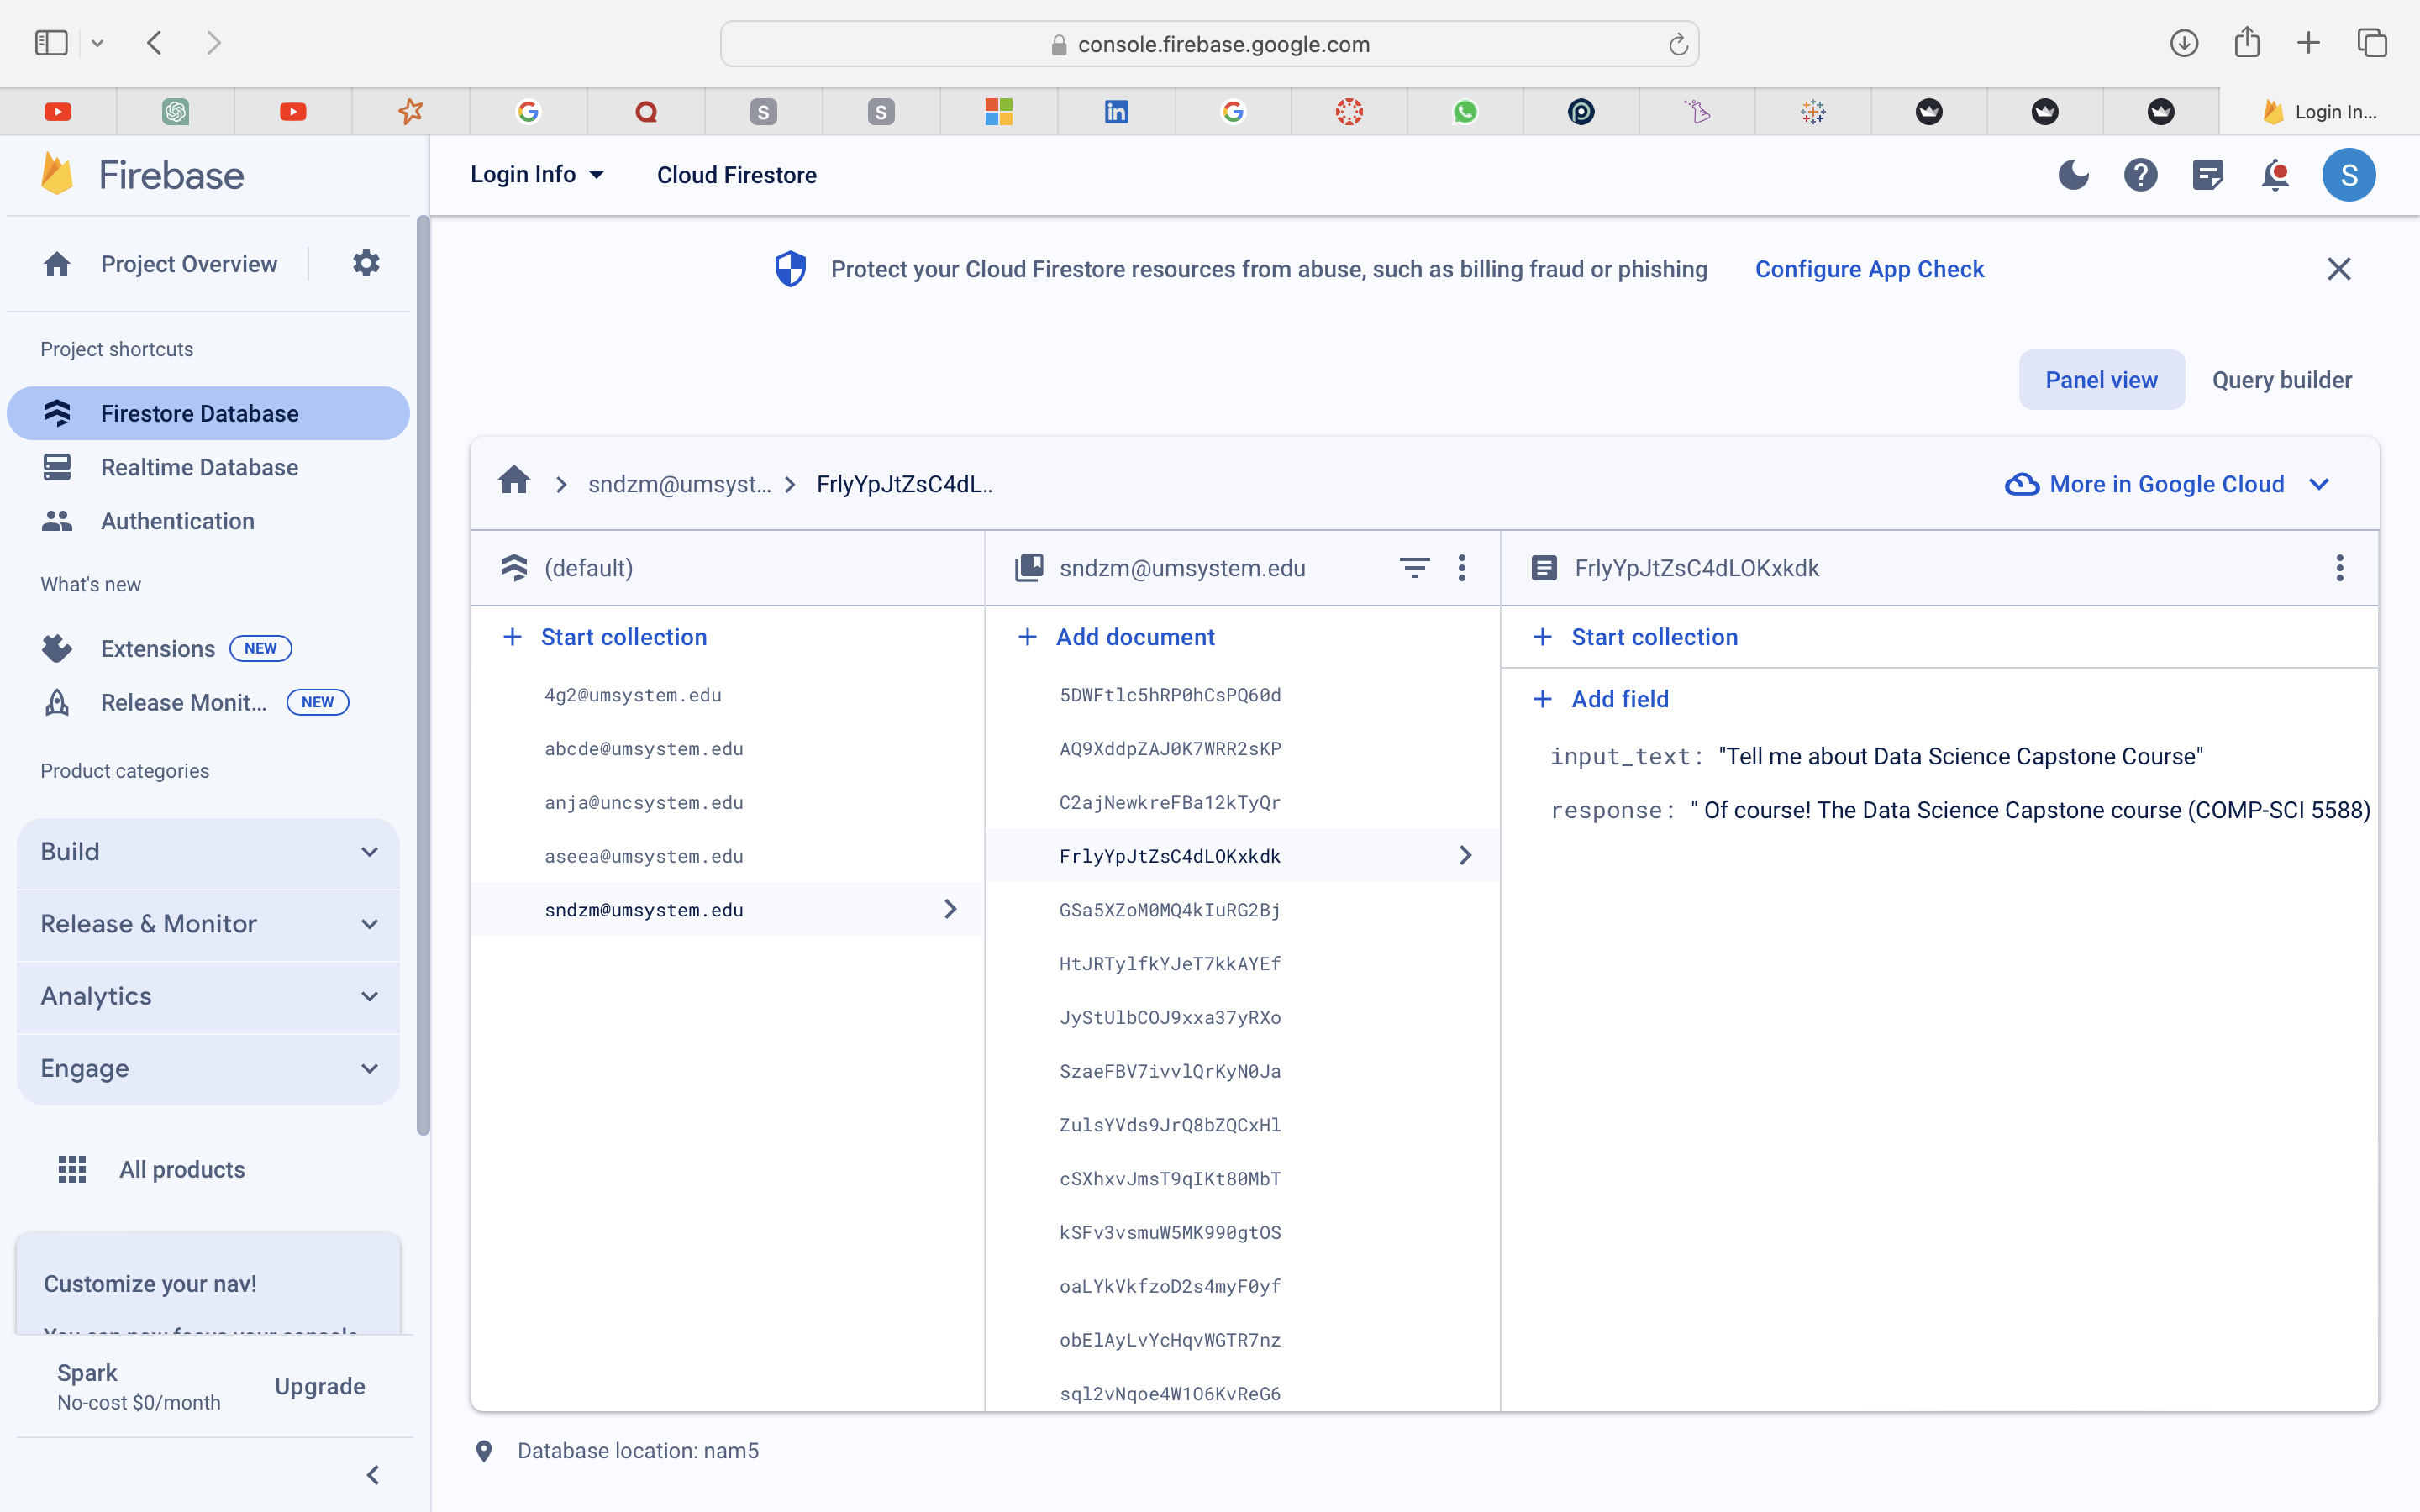 console.firebase.google.com
Login In...
Firebase
Login Info
Cloud Firestore
S
Project Overview
Protect your Cloud Firestore resources from abuse, such as billing fraud or phishing
Configure App Check
Project shortcuts
Firestore Database
Realtime Database
Authentication
What's new
Extensions NEW
Release Monit... NEW
Product categories
Build
Release & Monitor
Analytics
Engage
All products
Customize your nav!
You can now focus your console
Spark
No-cost $0/month
Upgrade
Panel view
Query builder
sndzm@umsyst...
FrlyYpJtZsC4dL..
More in Google Cloud
(default)
Start collection
4g2@umsystem.edu
abcde@umsystem.edu
anja@uncsystem.edu
aseea@umsystem.edu
sndzm@umsystem.edu
sndzm@umsystem.edu
Add document
5DWFtlc5hRP0hCsPQ60d
AQ9XddpZAJ0K7WRR2sKP
C2ajNewkreFBa12kTyQr
FrlyYpJtZsC4dLOKxkdk
GSa5XZoM0MQ4kIuRG2Bj
HtJRTylfkYJeT7kkAYEf
JyStUlbCOJ9xxa37yRXo
SzaeFBV7ivvlQrKyN0Ja
ZulsYVds9JrQ8bZQCxHl
cSXhxvJmsT9qIKt80MbT
kSFv3vsmuW5MK990gtOS
oaLYkVkfzoD2s4myF0yf
obElAyLvYcHqvWGTR7nz
sql2vNqoe4W1O6KvReG6
FrlyYpJtZsC4dLOKxkdk
Start collection
Add field
input_text: "Tell me about Data Science Capstone Course"
response: " Of course! The Data Science Capstone course (COMP-SCI 5588)
Database location: nam5